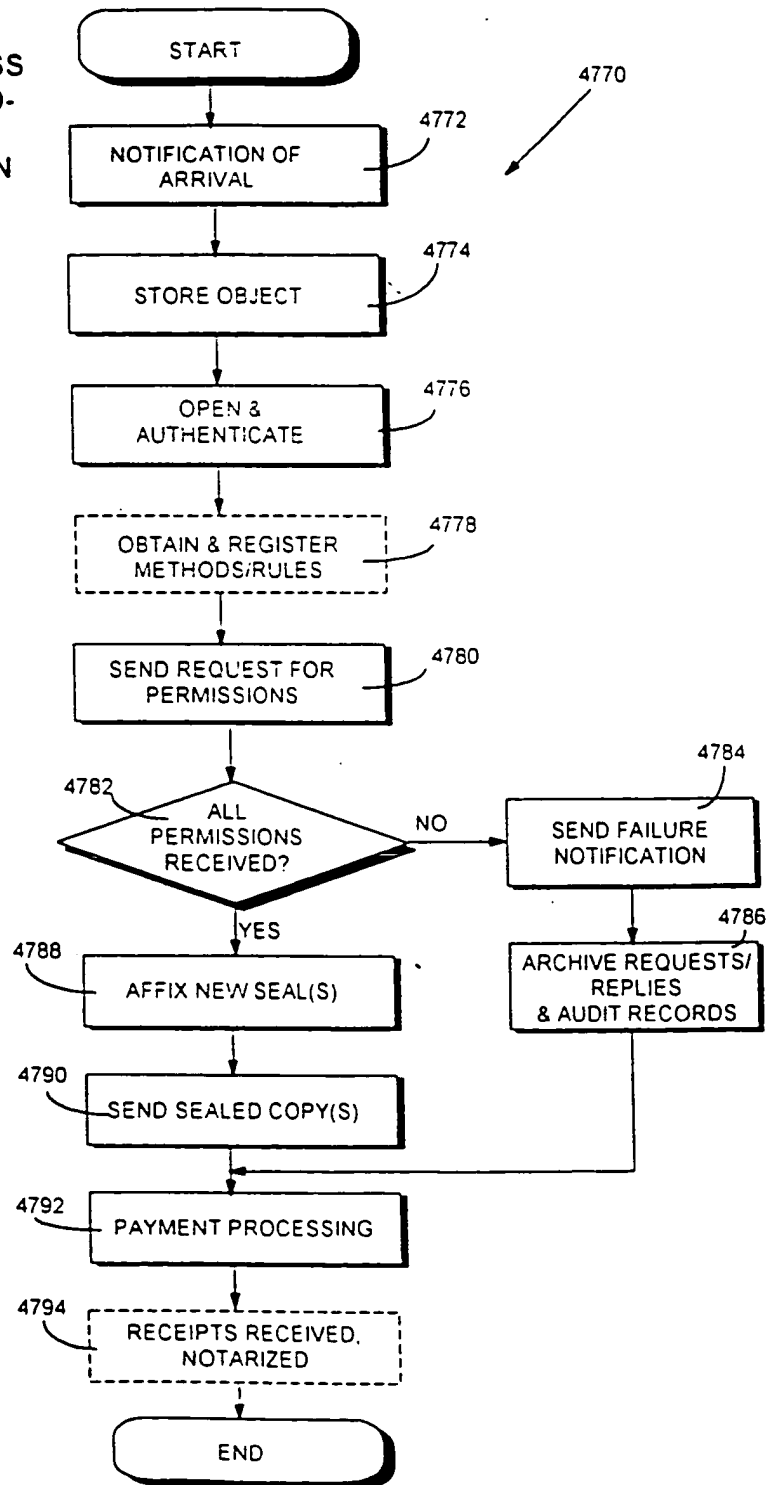 SS
D-
N
START
4770
4772
NOTIFICATION OF
ARRIVAL
4774
STORE OBJECT
4776
OPEN &
AUTHENTICATE
4778
OBTAIN & REGISTER
METHODS/RULES
4780
SEND REQUEST FOR
PERMISSIONS
4782
ALL
PERMISSIONS
RECEIVED?
NO
4784
SEND FAILURE
NOTIFICATION
YES
4786
ARCHIVE REQUESTS/
REPLIES
& AUDIT RECORDS
4788
AFFIX NEW SEAL(S)
4790
SEND SEALED COPY(S)
4792
PAYMENT PROCESSING
4794
RECEIPTS RECEIVED,
NOTARIZED
END